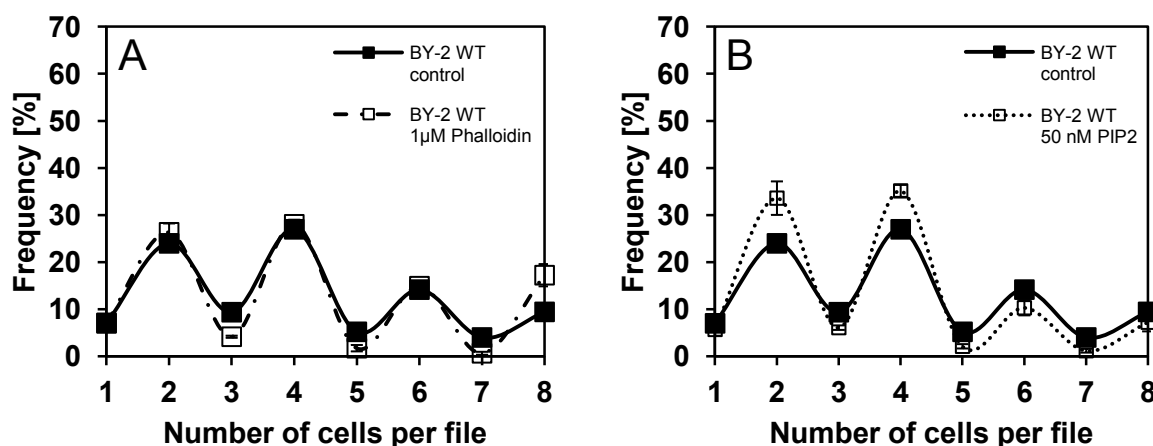 A
BY-2 WT
control
BY-2 WT
1µM Phalloidin
Frequency [%]
70
60
50
40
30
20
10
0
1 2 3 4 5 6 7 8
Number of cells per file
B
BY-2 WT
control
BY-2 WT
50 nM PIP2
Frequency [%]
70
60
50
40
30
20
10
0
1 2 3 4 5 6 7 8
Number of cells per file